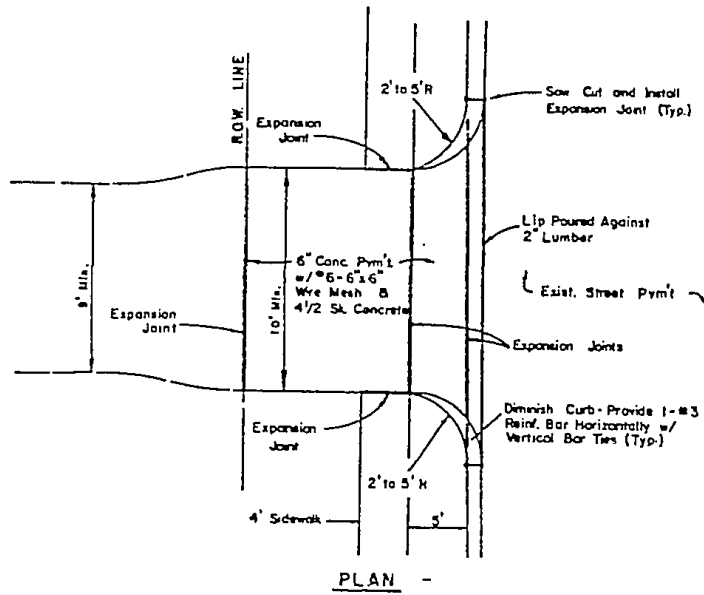 R.O.W. LINE
2' to 5' R
Saw Cut and Install
Expansion Joint (Typ.)
Expansion
Joint
Lip Poured Against
2" Lumber
6" Conc. Pvm't.
w/ #6-6"x6"
Wire Mesh &
4 1/2 Sk. Concrete
9' Min.
10' Min.
Exist. Street Pvm't
Expansion
Joint
Expansion Joints
Diminish Curb - Provide 1-#3
Reinf. Bar Horizontally w/
Vertical Bar Ties (Typ.)
Expansion
Joint
2' to 5' R
4' Sidewalk
5'
PLAN -